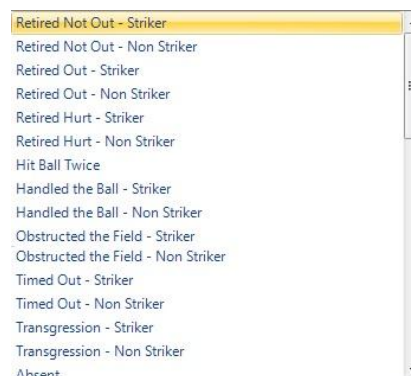 Retired Not Out - Striker
Retired Not Out - Non Striker
Retired Out - Striker
Retired Out - Non Striker
Retired Hurt - Striker
Retired Hurt - Non Striker
Hit Ball Twice
Handled the Ball - Striker
Handled the Ball - Non Striker
Obstructed the Field - Striker
Obstructed the Field - Non Striker
Timed Out - Striker
Timed Out - Non Striker
Transgression - Striker
Transgression - Non Striker
Absent